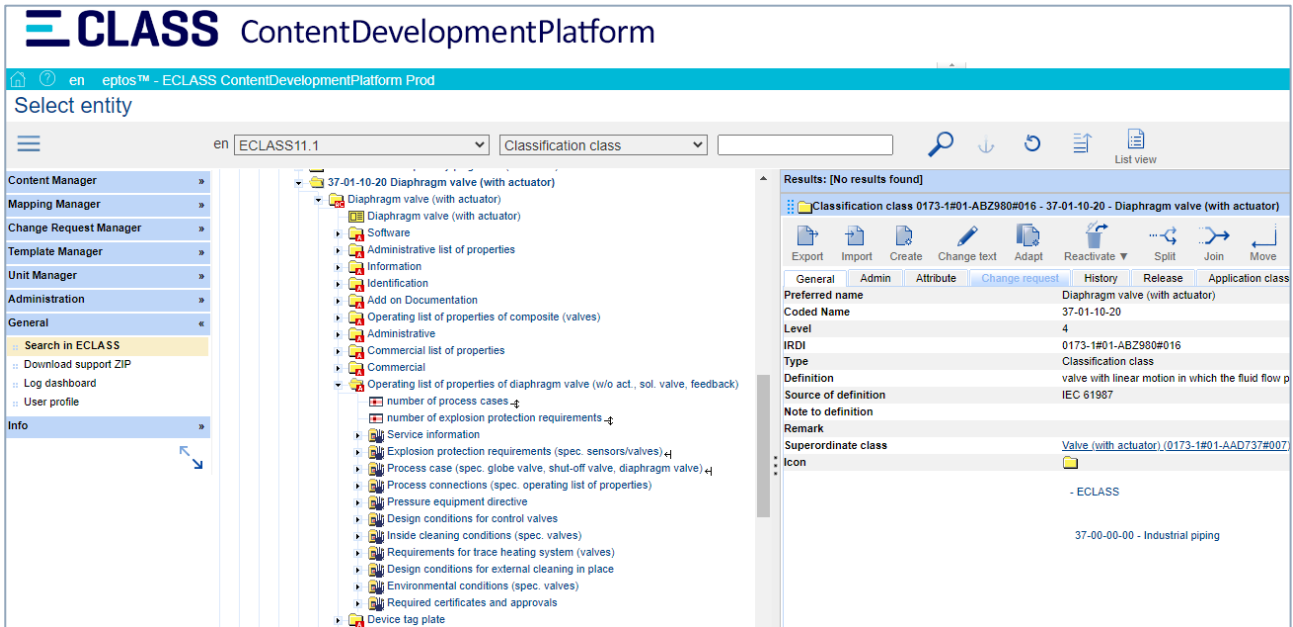 ECLASS ContentDevelopmentPlatform
en eptos™ - ECLASS ContentDevelopmentPlatform Prod
Select entity
en ECLASS11.1 Classification class
List view
Content Manager »
Mapping Manager »
Change Request Manager »
Template Manager »
Unit Manager »
Administration »
General «
Search in ECLASS
Download support ZIP
Log dashboard
User profile
Info »
37-01-10-20 Diaphragm valve (with actuator)
Diaphragm valve (with actuator)
Diaphragm valve (with actuator)
Software
Administrative list of properties
Information
Identification
Add on Documentation
Operating list of properties of composite (valves)
Administrative
Commercial list of properties
Commercial
Operating list of properties of diaphragm valve (w/o act., sol. valve, feedback)
number of process cases
number of explosion protection requirements
Service information
Explosion protection requirements (spec. sensors/valves)
Process case (spec. globe valve, shut-off valve, diaphragm valve)
Process connections (spec. operating list of properties)
Pressure equipment directive
Design conditions for control valves
Inside cleaning conditions (spec. valves)
Requirements for trace heating system (valves)
Design conditions for external cleaning in place
Environmental conditions (spec. valves)
Required certificates and approvals
Device tag plate
Results: [No results found]
Classification class 0173-1#01-ABZ980#016 - 37-01-10-20 - Diaphragm valve (with actuator)
Export Import Create Change text Adapt Reactivate ▼ Split Join Move
General Admin Attribute Change request History Release Application class
Preferred name Diaphragm valve (with actuator)
Coded Name 37-01-10-20
Level 4
IRDI 0173-1#01-ABZ980#016
Type Classification class
Definition valve with linear motion in which the fluid flow p
Source of definition IEC 61987
Note to definition
Remark
Superordinate class Valve (with actuator) (0173-1#01-AAD737#007)
Icon
- ECLASS
37-00-00-00 - Industrial piping